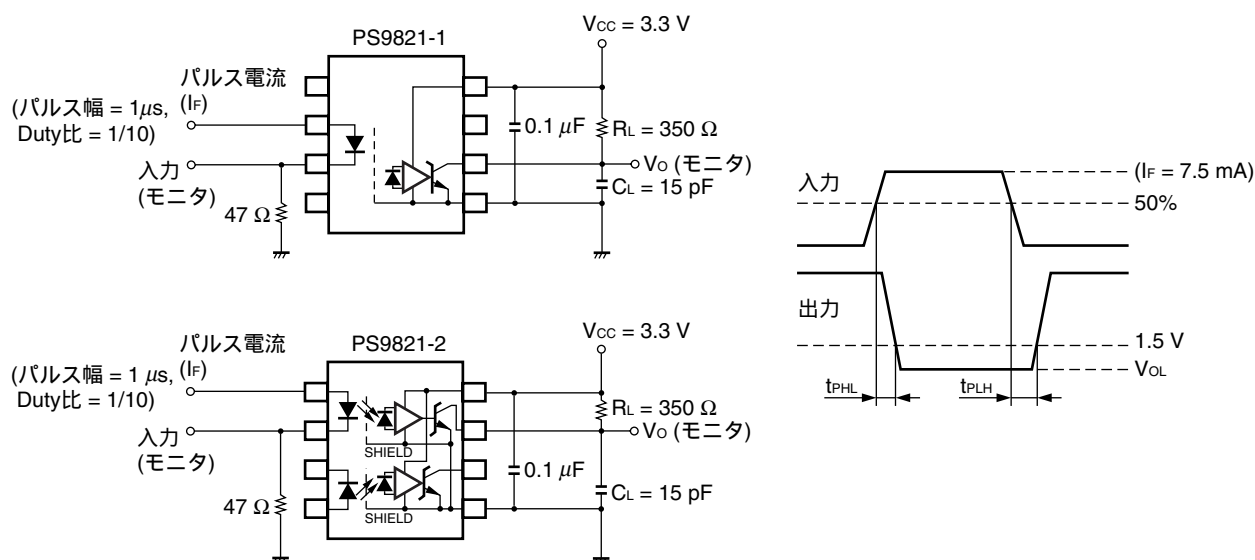 VCC = 3.3 V
PS9821-1
パルス電流
(IF)
(パルス幅 = 1μs,
Duty比 = 1/10)
0.1 μF
RL = 350 Ω
入力
(モニタ)
VO (モニタ)
CL = 15 pF
47 Ω
VCC = 3.3 V
PS9821-2
パルス電流
(IF)
(パルス幅 = 1 μs,
Duty比 = 1/10)
RL = 350 Ω
入力
(モニタ)
VO (モニタ)
SHIELD
0.1 μF
CL = 15 pF
47 Ω
SHIELD
入力
(IF = 7.5 mA)
50%
出力
1.5 V
VOL
tPHL
tPLH